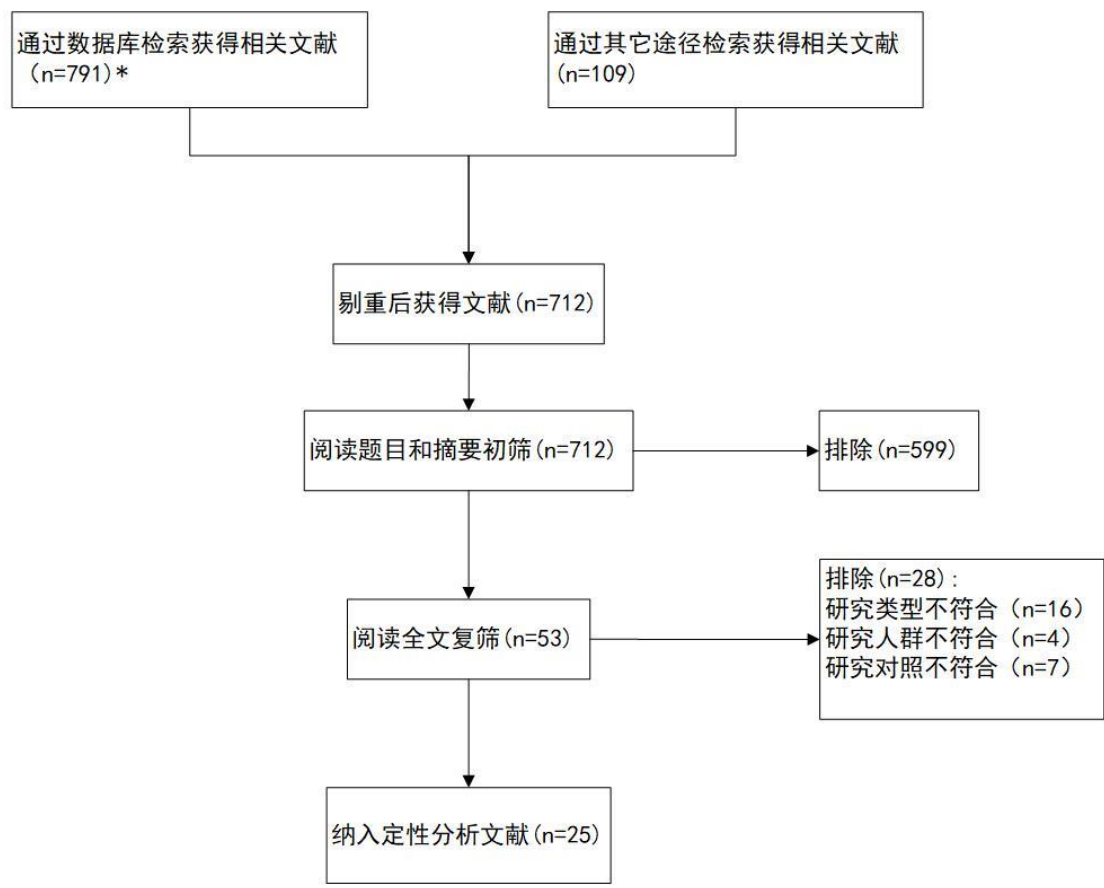 通过数据库检索获得相关文献
（n=791)*
通过其它途径检索获得相关文献
(n=109)
剔重后获得文献(n=712)
阅读题目和摘要初筛(n=712)
排除(n=599)
阅读全文复筛(n=53)
排除(n=28):
研究类型不符合（n=16）
研究人群不符合（n=4）
研究对照不符合（n=7）
纳入定性分析文献(n=25)